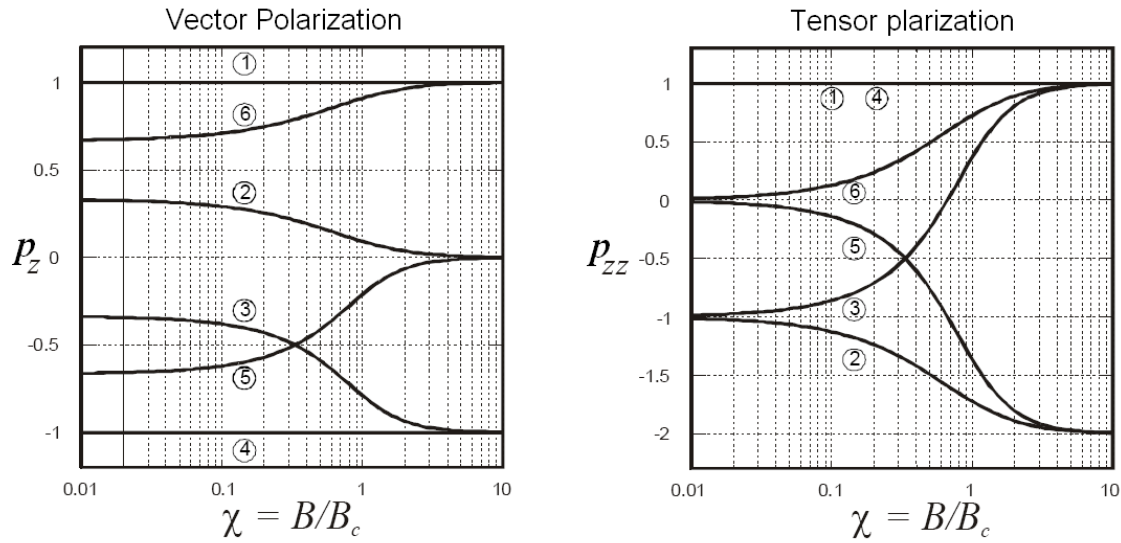 Vector Polarization
1
①
⑥
0.5
②
p_z
0
③
-0.5
⑤
-1
④
0.01 0.1 1 10
χ = B/B_c
Tensor plarization
1
① ④
0.5
⑥
0
⑤
p_zz
-0.5
③
-1
②
-1.5
-2
0.01 0.1 1 10
χ = B/B_c